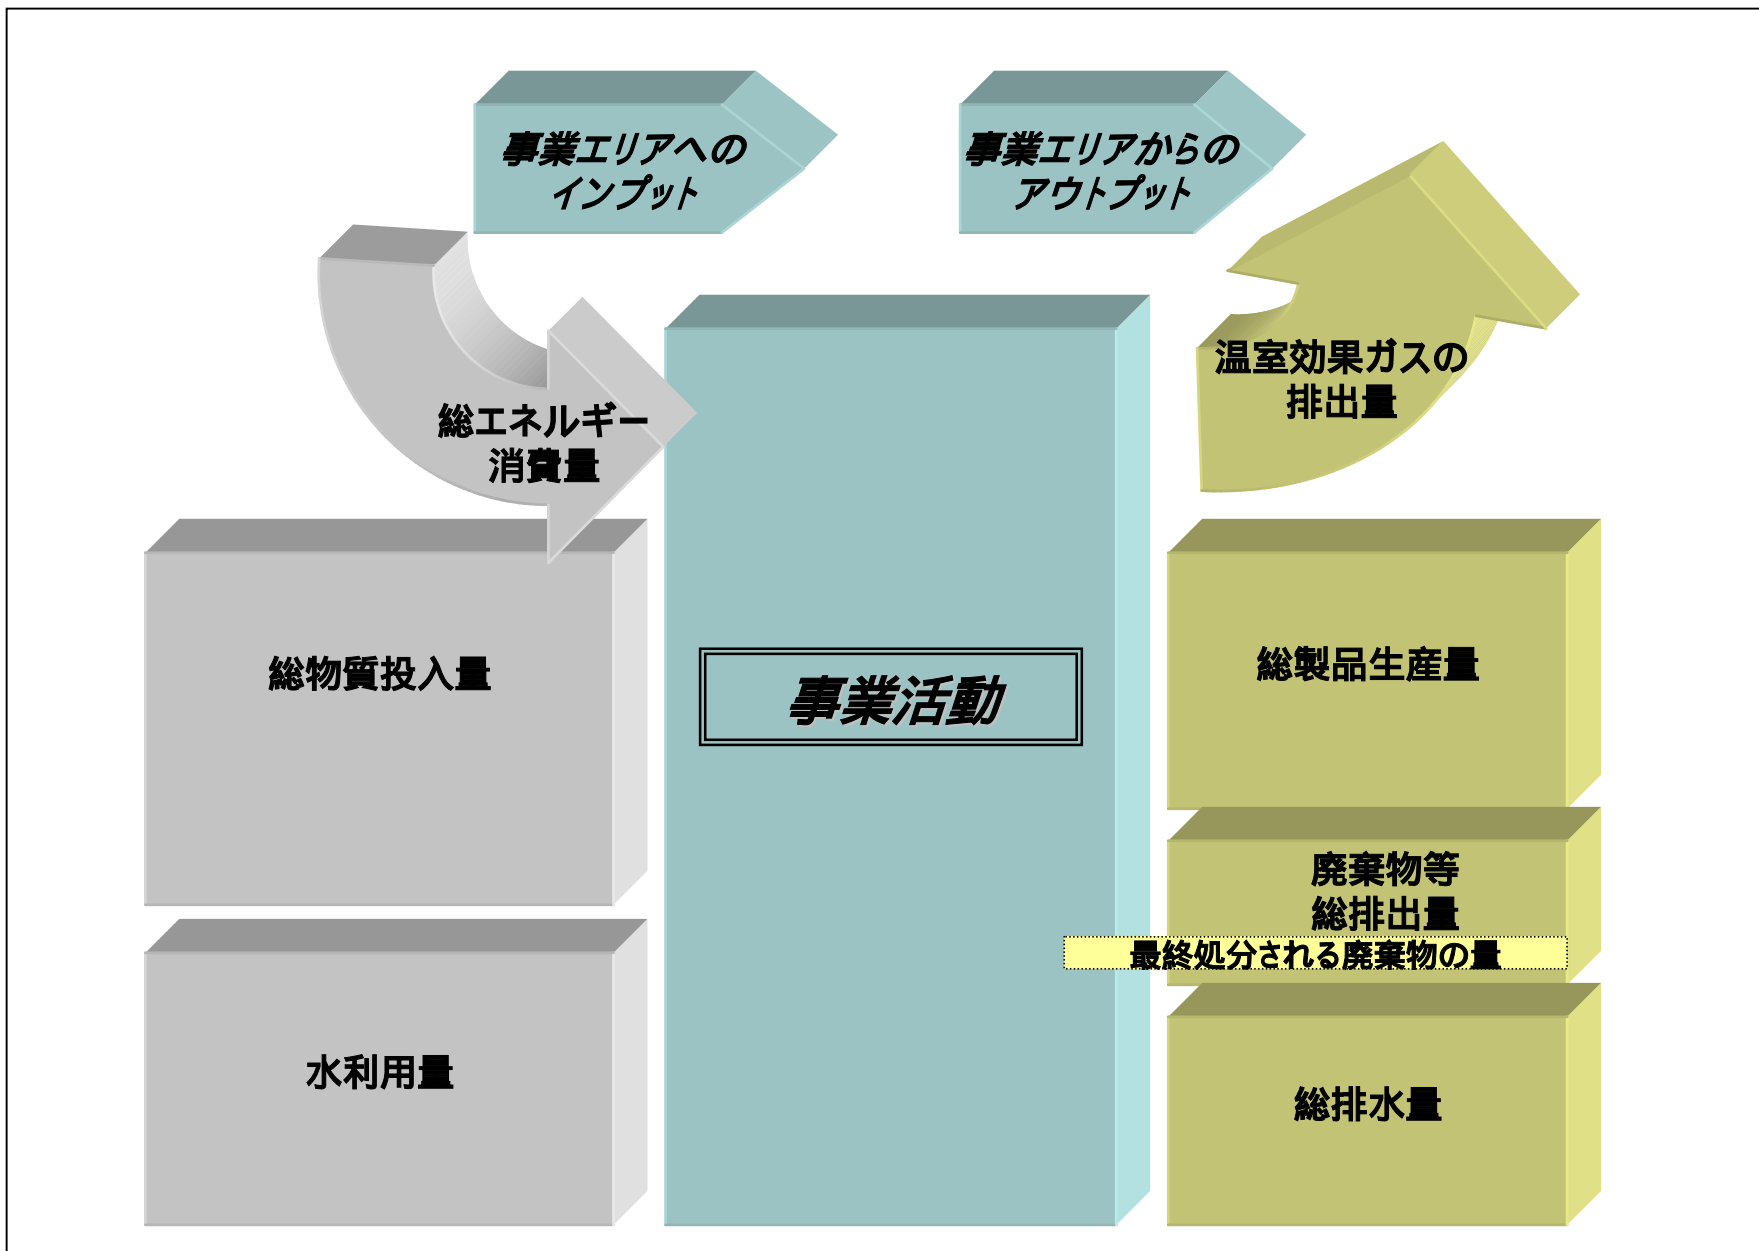 事業エリアへの
インプット
事業エリアからの
アウトプット
総エネルギー
消費量
温室効果ガスの
排出量
総物質投入量
事業活動
総製品生産量
廃棄物等
総排出量
最終処分される廃棄物の量
水利用量
総排水量